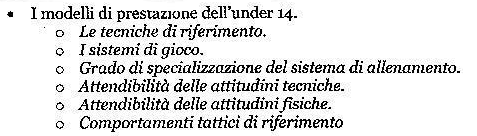 • I modelli di prestazione dell'under 14.
o Le tecniche di riferimento.
o I sistemi di gioco.
o Grado di specializzazione del sistema di allenamento.
o Attendibilità delle attitudini tecniche.
o Attendibilità delle attitudini fisiche.
o Comportamenti tattici di riferimento